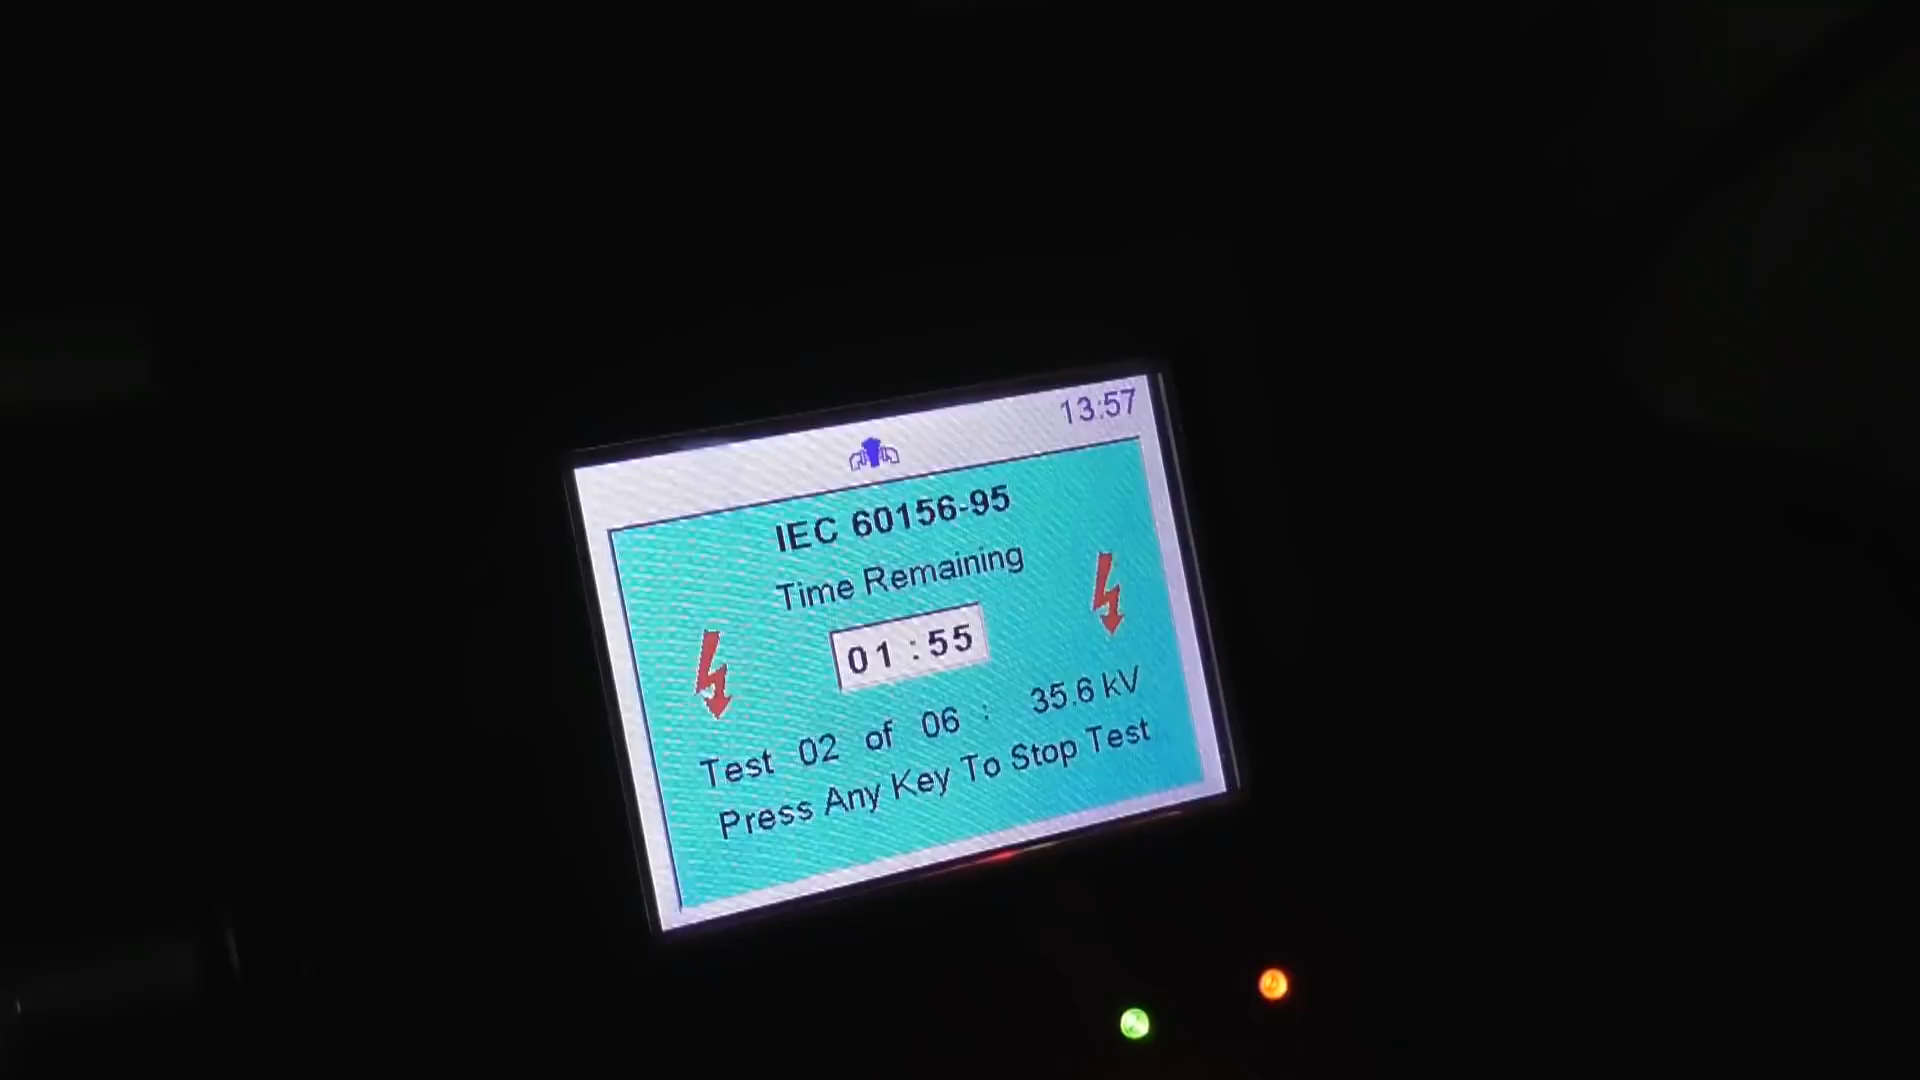 13:57
IEC 60156-95
Time Remaining
01 : 55
Test 02 of 06 : 35.6 kV
Press Any Key To Stop Test